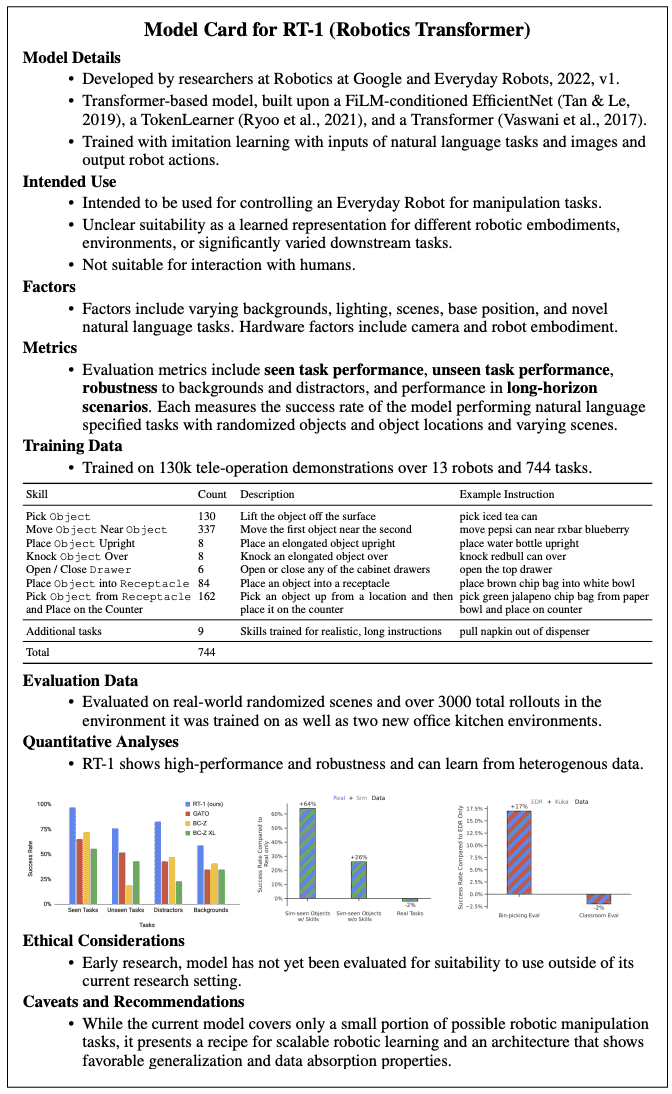 Model Card for RT-1 (Robotics Transformer)
Model Details
• Developed by researchers at Robotics at Google and Everyday Robots, 2022, v1.
• Transformer-based model, built upon a FiLM-conditioned EfficientNet (Tan & Le,
2019), a TokenLearner (Ryoo et al., 2021), and a Transformer (Vaswani et al., 2017).
• Trained with imitation learning with inputs of natural language tasks and images and
output robot actions.
Intended Use
• Intended to be used for controlling an Everyday Robot for manipulation tasks.
• Unclear suitability as a learned representation for different robotic embodiments,
environments, or significantly varied downstream tasks.
• Not suitable for interaction with humans.
Factors
• Factors include varying backgrounds, lighting, scenes, base position, and novel
natural language tasks. Hardware factors include camera and robot embodiment.
Metrics
• Evaluation metrics include seen task performance, unseen task performance,
robustness to backgrounds and distractors, and performance in long-horizon
scenarios. Each measures the success rate of the model performing natural language
specified tasks with randomized objects and object locations and varying scenes.
Training Data
• Trained on 130k tele-operation demonstrations over 13 robots and 744 tasks.
Skill Count Description Example Instruction
Pick Object 130 Lift the object off the surface pick iced tea can
Move Object Near Object 337 Move the first object near the second move pepsi can near rxbar blueberry
Place Object Upright 8 Place an elongated object upright place water bottle upright
Knock Object Over 8 Knock an elongated object over knock redbull can over
Open / Close Drawer 6 Open or close any of the cabinet drawers open the top drawer
Place Object into Receptacle 84 Place an object into a receptacle place brown chip bag into white bowl
Pick Object from Receptacle 162 Pick an object up from a location and then pick green jalapeno chip bag from paper
and Place on the Counter place it on the counter bowl and place on counter
Additional tasks 9 Skills trained for realistic, long instructions pull napkin out of dispenser
Total 744
Evaluation Data
• Evaluated on real-world randomized scenes and over 3000 total rollouts in the
environment it was trained on as well as two new office kitchen environments.
Quantitative Analyses
• RT-1 shows high-performance and robustness and can learn from heterogenous data.
100%
75%
50%
25%
0%
Success Rate
RT-1 (ours)
GATO
BC-Z
BC-Z XL
Seen Tasks Unseen Tasks Distractors Backgrounds
Tasks
Real + Sim Data
Success Rate Compared to
Real only
60%
50%
40%
30%
20%
10%
0%
+64%
+26%
-2%
Sim-seen Objects Sim-seen Objects Real Tasks
w/ Skills w/o Skills
EDR + Kuka Data
Success Rate Compared to EDR Only
17.5%
15.0%
12.5%
10.0%
7.5%
5.0%
2.5%
0.0%
−2.5%
+17%
-2%
Bin-picking Eval Classroom Eval
Ethical Considerations
• Early research, model has not yet been evaluated for suitability to use outside of its
current research setting.
Caveats and Recommendations
• While the current model covers only a small portion of possible robotic manipulation
tasks, it presents a recipe for scalable robotic learning and an architecture that shows
favorable generalization and data absorption properties.